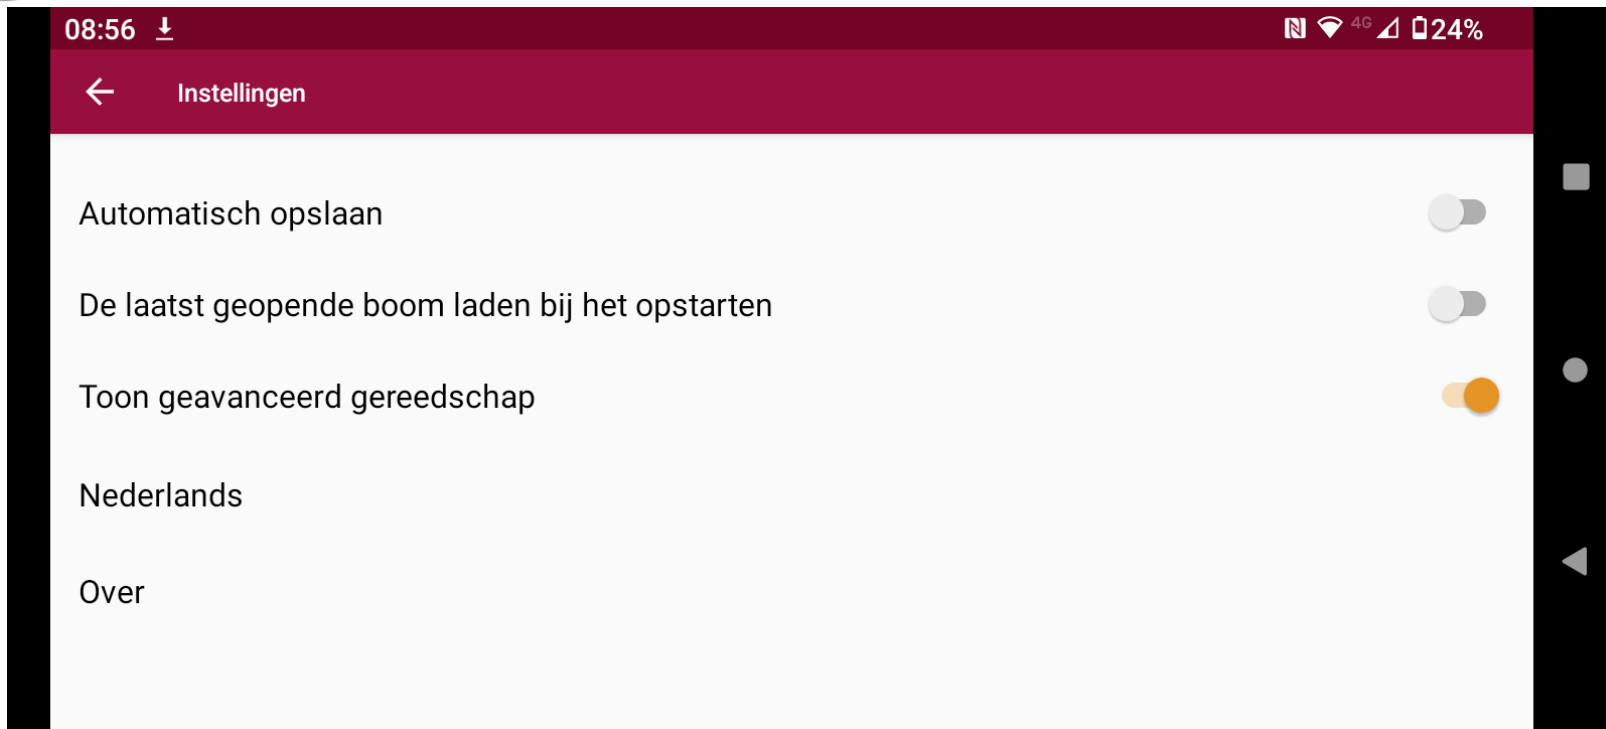 08:56
4G 24%
Instellingen
Automatisch opslaan
De laatst geopende boom laden bij het opstarten
Toon geavanceerd gereedschap
Nederlands
Over